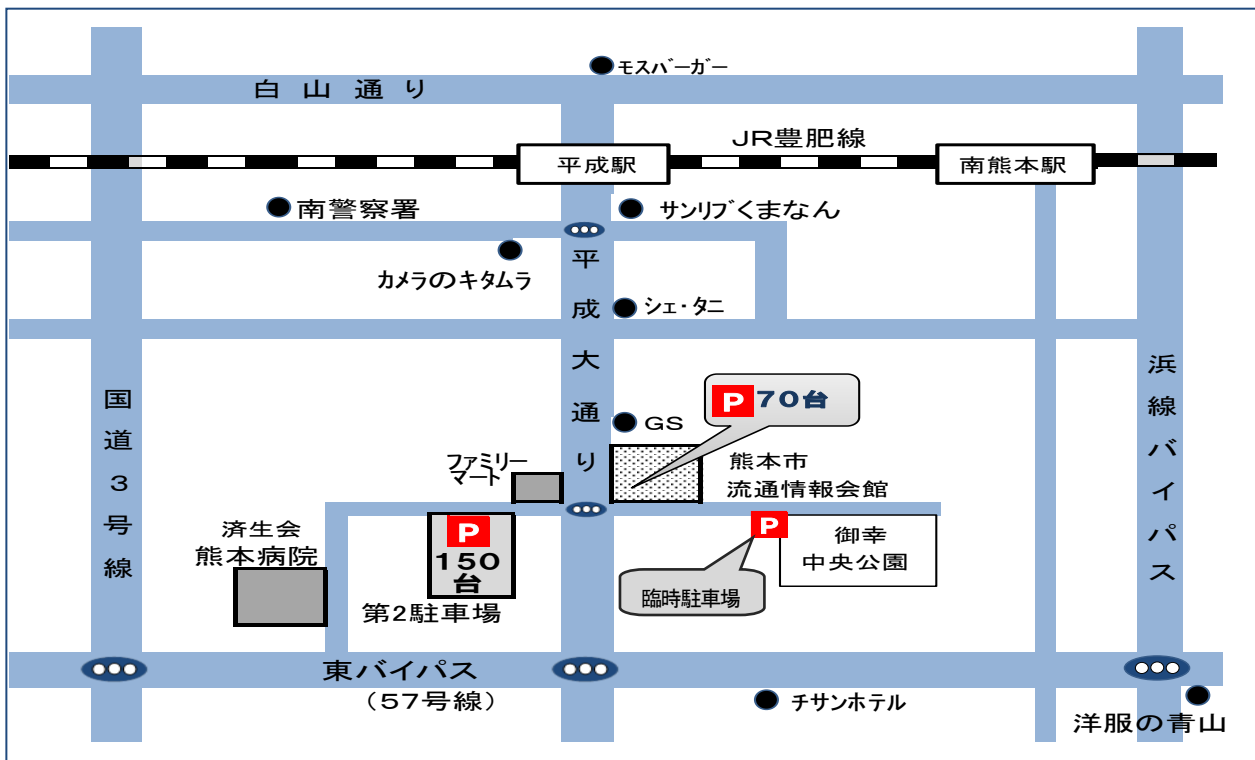 モスバーガー
白山通り
JR豊肥線
平成駅
南熊本駅
南警察署
サンリブくまなん
カメラのキタムラ
平成大通り
シェ・タニ
国道3号線
浜線バイパス
P 70台
GS
ファミリー
マート
熊本市
流通情報会館
済生会
熊本病院
P
150
台
第2駐車場
P
御幸
中央公園
臨時駐車場
東バイパス
(57号線)
チサンホテル
洋服の青山